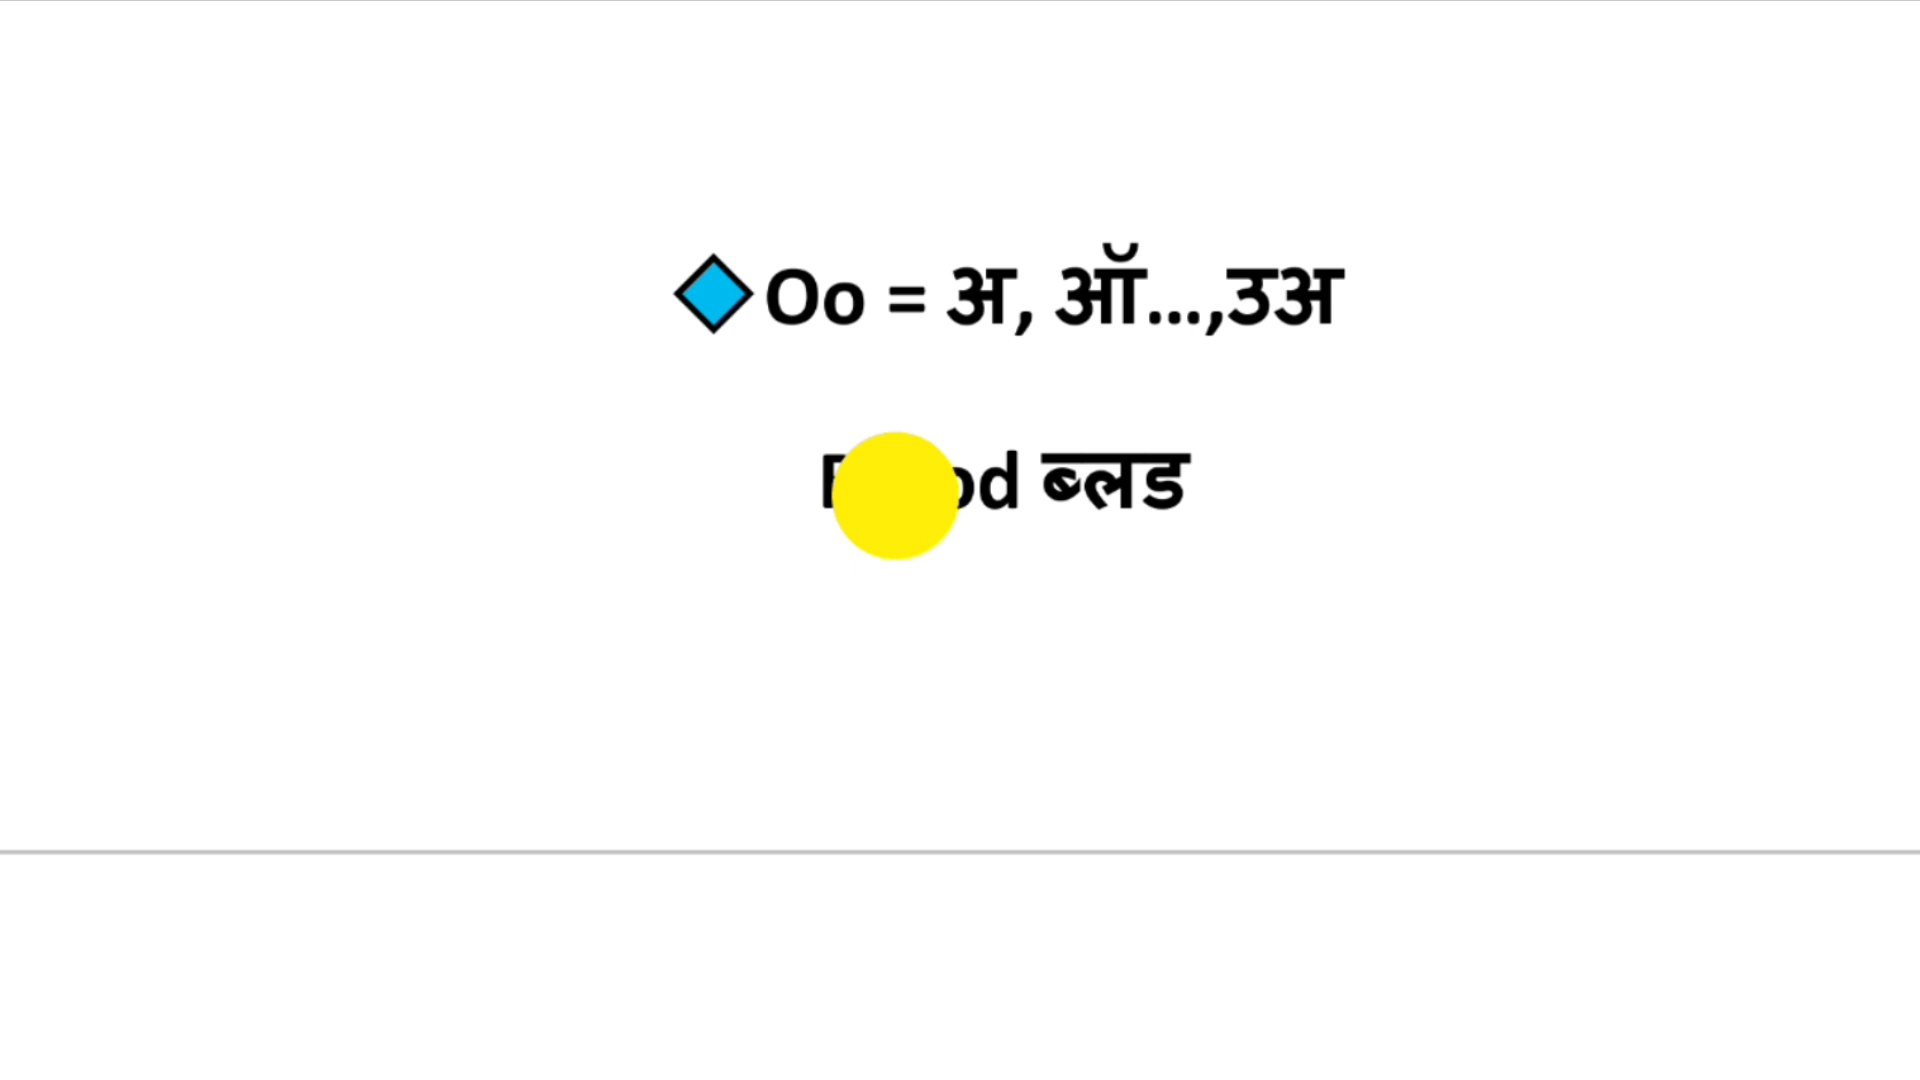 Oo = अ, ऑ...,उअ
ब्लड